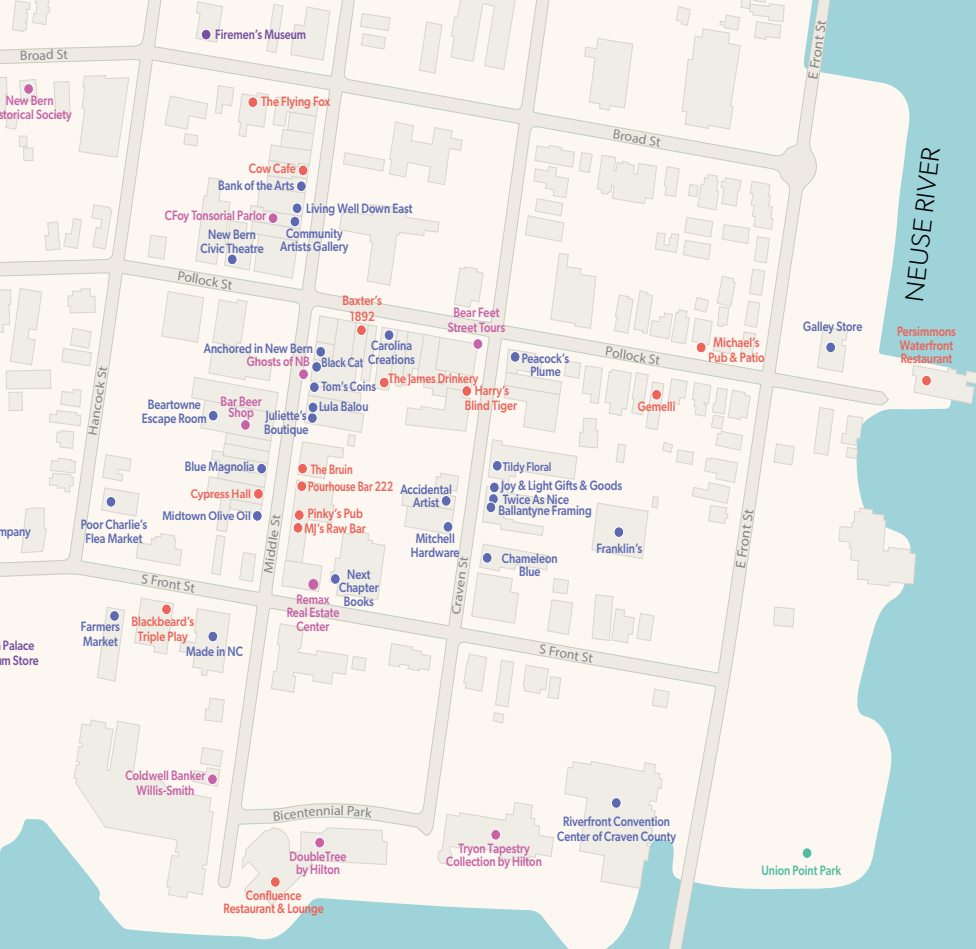 Firemen's Museum
E Front St
Broad St
New Bern
storical Society
The Flying Fox
Broad St
NEUSE RIVER
Cow Cafe
Bank of the Arts
Living Well Down East
CFoy Tonsorial Parlor
Community
Artists Gallery
New Bern
Civic Theatre
Pollock St
Baxter's
1892
Bear Feet
Street Tours
Galley Store
Persimmons
Waterfront
Restaurant
Michael's
Pub & Patio
Pollock St
Anchored in New Bern
Carolina
Creations
Ghosts of NB
Black Cat
Peacock's
Plume
Tom's Coins
The James Drinkery
Harry's
Blind Tiger
Gemelli
Hancock St
Beartowne
Escape Room
Bar Beer
Shop
Lula Balou
Juliette's
Boutique
Blue Magnolia
The Bruin
Tildy Floral
Cypress Hall
Pourhouse Bar 222
Accidental
Artist
Joy & Light Gifts & Goods
Twice As Nice
Ballantyne Framing
Midtown Olive Oil
Pinky's Pub
MJ's Raw Bar
Poor Charlie's
Flea Market
mpany
Middle St
Mitchell
Hardware
Franklin's
E Front St
Chameleon
Blue
Craven St
S Front St
Next
Chapter
Books
Remax
Real Estate
Center
Farmers
Market
Blackbeard's
Triple Play
Made in NC
Palace
m Store
S Front St
Coldwell Banker
Willis-Smith
Bicentennial Park
Riverfront Convention
Center of Craven County
DoubleTree
by Hilton
Tryon Tapestry
Collection by Hilton
Union Point Park
Confluence
Restaurant & Lounge